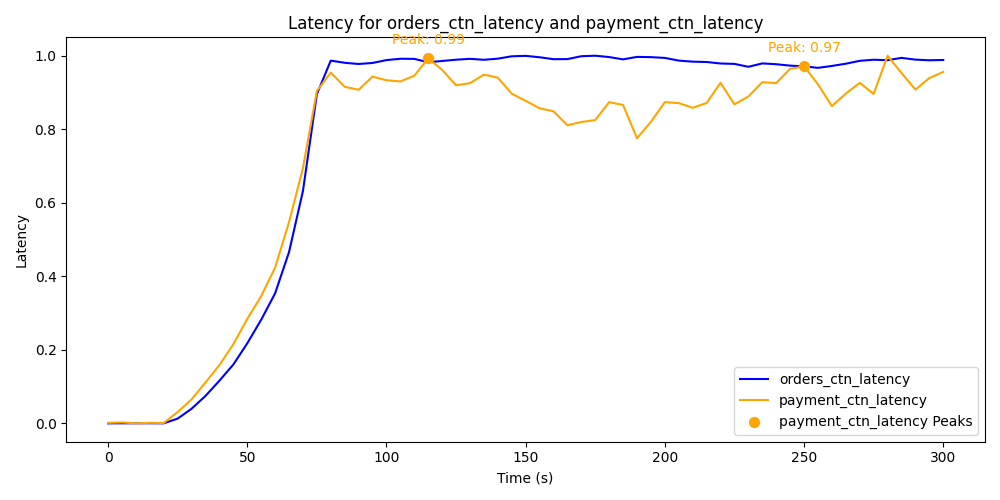 Latency for orders_ctn_latency and payment_ctn_latency
Peak: 0.99
Peak: 0.97
1.0
0.8
0.6
0.4
0.2
0.0
Latency
orders_ctn_latency
payment_ctn_latency
payment_ctn_latency Peaks
0 50 100 150 200 250 300
Time (s)